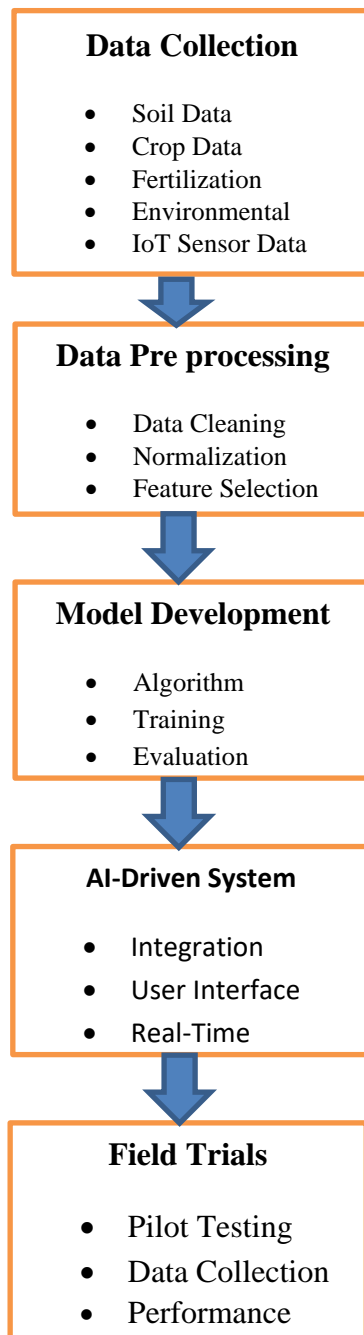 Data Collection
• Soil Data
• Crop Data
• Fertilization
• Environmental
• IoT Sensor Data
Data Pre processing
• Data Cleaning
• Normalization
• Feature Selection
Model Development
• Algorithm
• Training
• Evaluation
AI-Driven System
• Integration
• User Interface
• Real-Time
Field Trials
• Pilot Testing
• Data Collection
• Performance